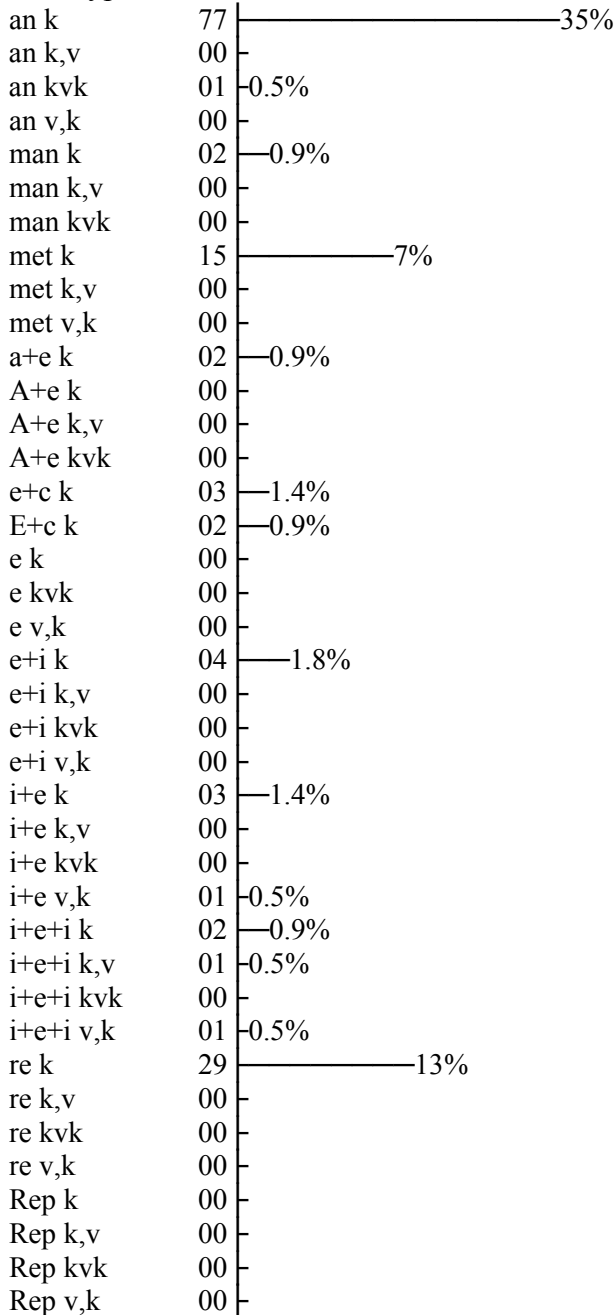 an k 77 35%
an k,v 00
an kvk 01 0.5%
an v,k 00
man k 02 0.9%
man k,v 00
man kvk 00
met k 15 7%
met k,v 00
met v,k 00
a+e k 02 0.9%
A+e k 00
A+e k,v 00
A+e kvk 00
e+c k 03 1.4%
E+c k 02 0.9%
e k 00
e kvk 00
e v,k 00
e+i k 04 1.8%
e+i k,v 00
e+i kvk 00
e+i v,k 00
i+e k 03 1.4%
i+e k,v 00
i+e kvk 00
i+e v,k 01 0.5%
i+e+i k 02 0.9%
i+e+i k,v 01 0.5%
i+e+i kvk 00
i+e+i v,k 01 0.5%
re k 29 13%
re k,v 00
re kvk 00
re v,k 00
Rep k 00
Rep k,v 00
Rep kvk 00
Rep v,k 00